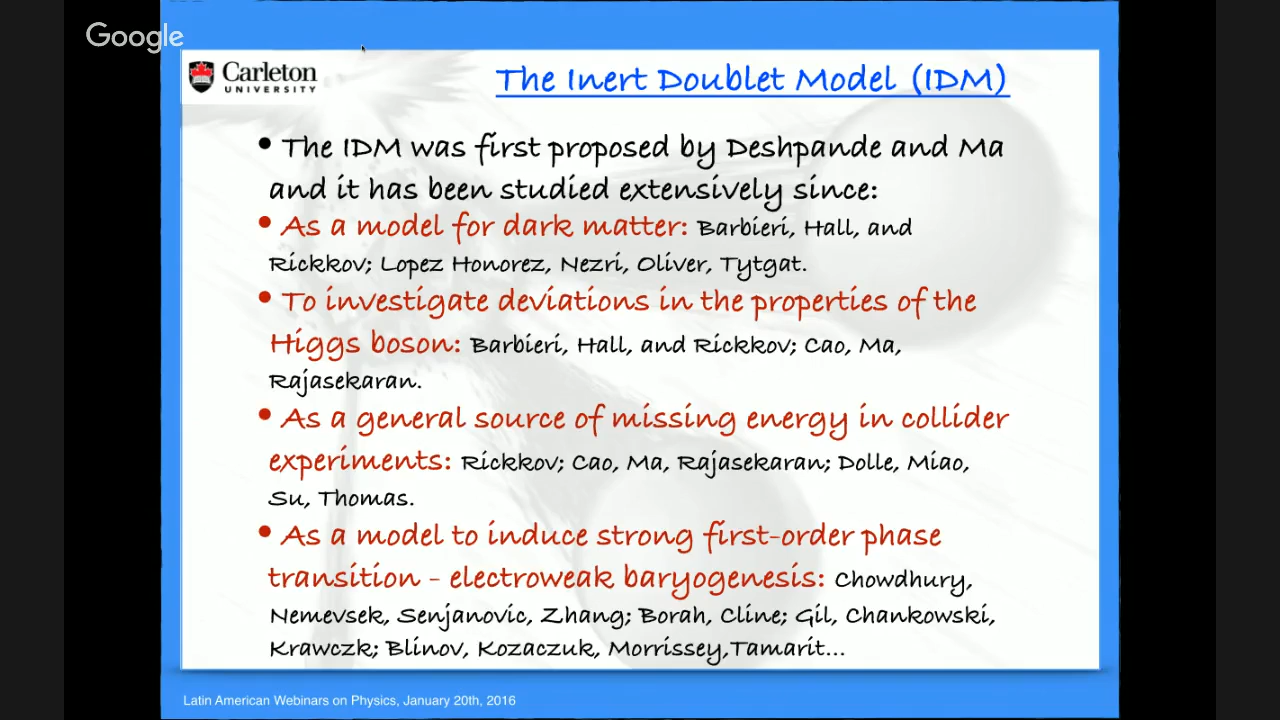 Google
Carleton
UNIVERSITY
The Inert Doublet Model (IDM)
• The IDM was first proposed by Deshpande and Ma
and it has been studied extensively since:
• As a model for dark matter: Barbieri, Hall, and
Rickkov; Lopez Honorez, Nezri, Oliver, Tytgat.
• To investigate deviations in the properties of the
Higgs boson: Barbieri, Hall, and Rickkov; Cao, Ma,
Rajasekaran.
• As a general source of missing energy in collider
experiments: Rickkov; Cao, Ma, Rajasekaran; Dolle, Miao,
Su, Thomas.
• As a model to induce strong first-order phase
transition - electroweak baryogenesis: Chowdhury,
Nemevsek, Senjanovic, Zhang; Borah, Cline; Gil, Chankowski,
Krawczk; Blinov, Kozaczuk, Morrissey,Tamarit...
Latin American Webinars on Physics, January 20th, 2016